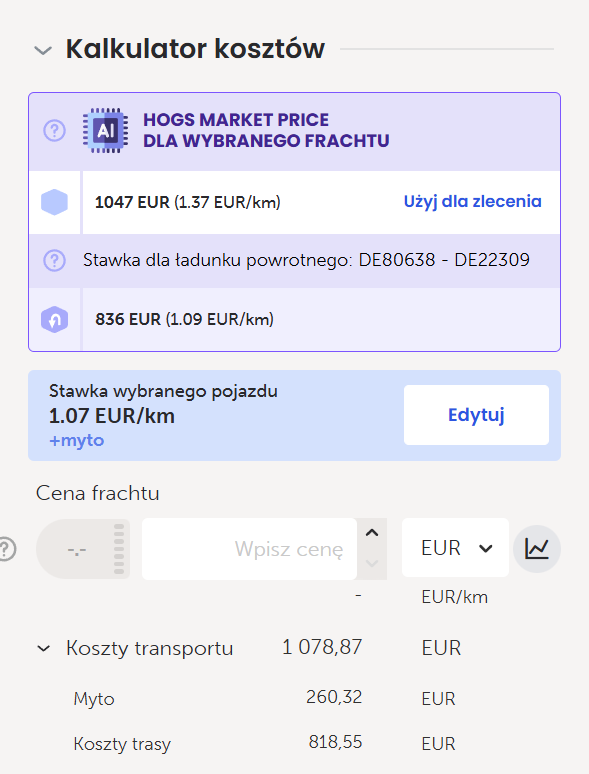 Kalkulator kosztów
?
AI
HOGS MARKET PRICE
DLA WYBRANEGO FRACHTU
1047 EUR (1.37 EUR/km)
Użyj dla zlecenia
?
Stawka dla ładunku powrotnego: DE80638 - DE22309
836 EUR (1.09 EUR/km)
Stawka wybranego pojazdu
1.07 EUR/km
+myto
Edytuj
Cena frachtu
?
-.-
Wpisz cenę
EUR
- EUR/km
Koszty transportu 1 078,87 EUR
Myto 260,32 EUR
Koszty trasy 818,55 EUR